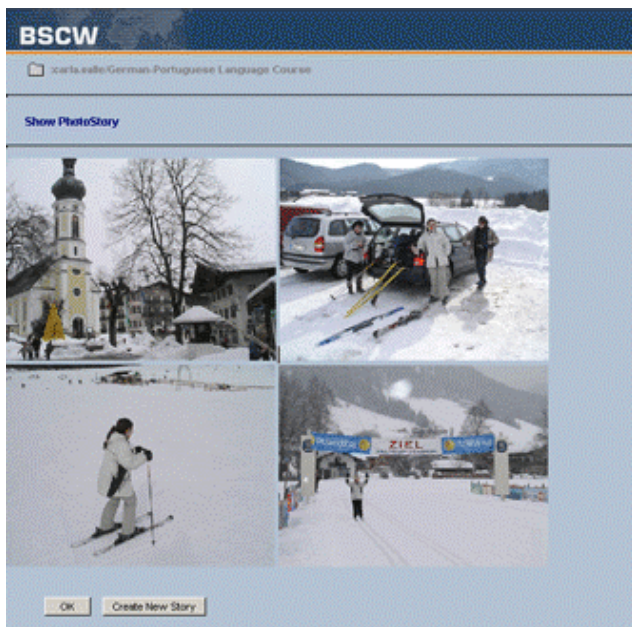 BSCW
:carla.valle/German-Portuguese Language Course
Show PhotoStory
ZIEL
OK
Create New Story